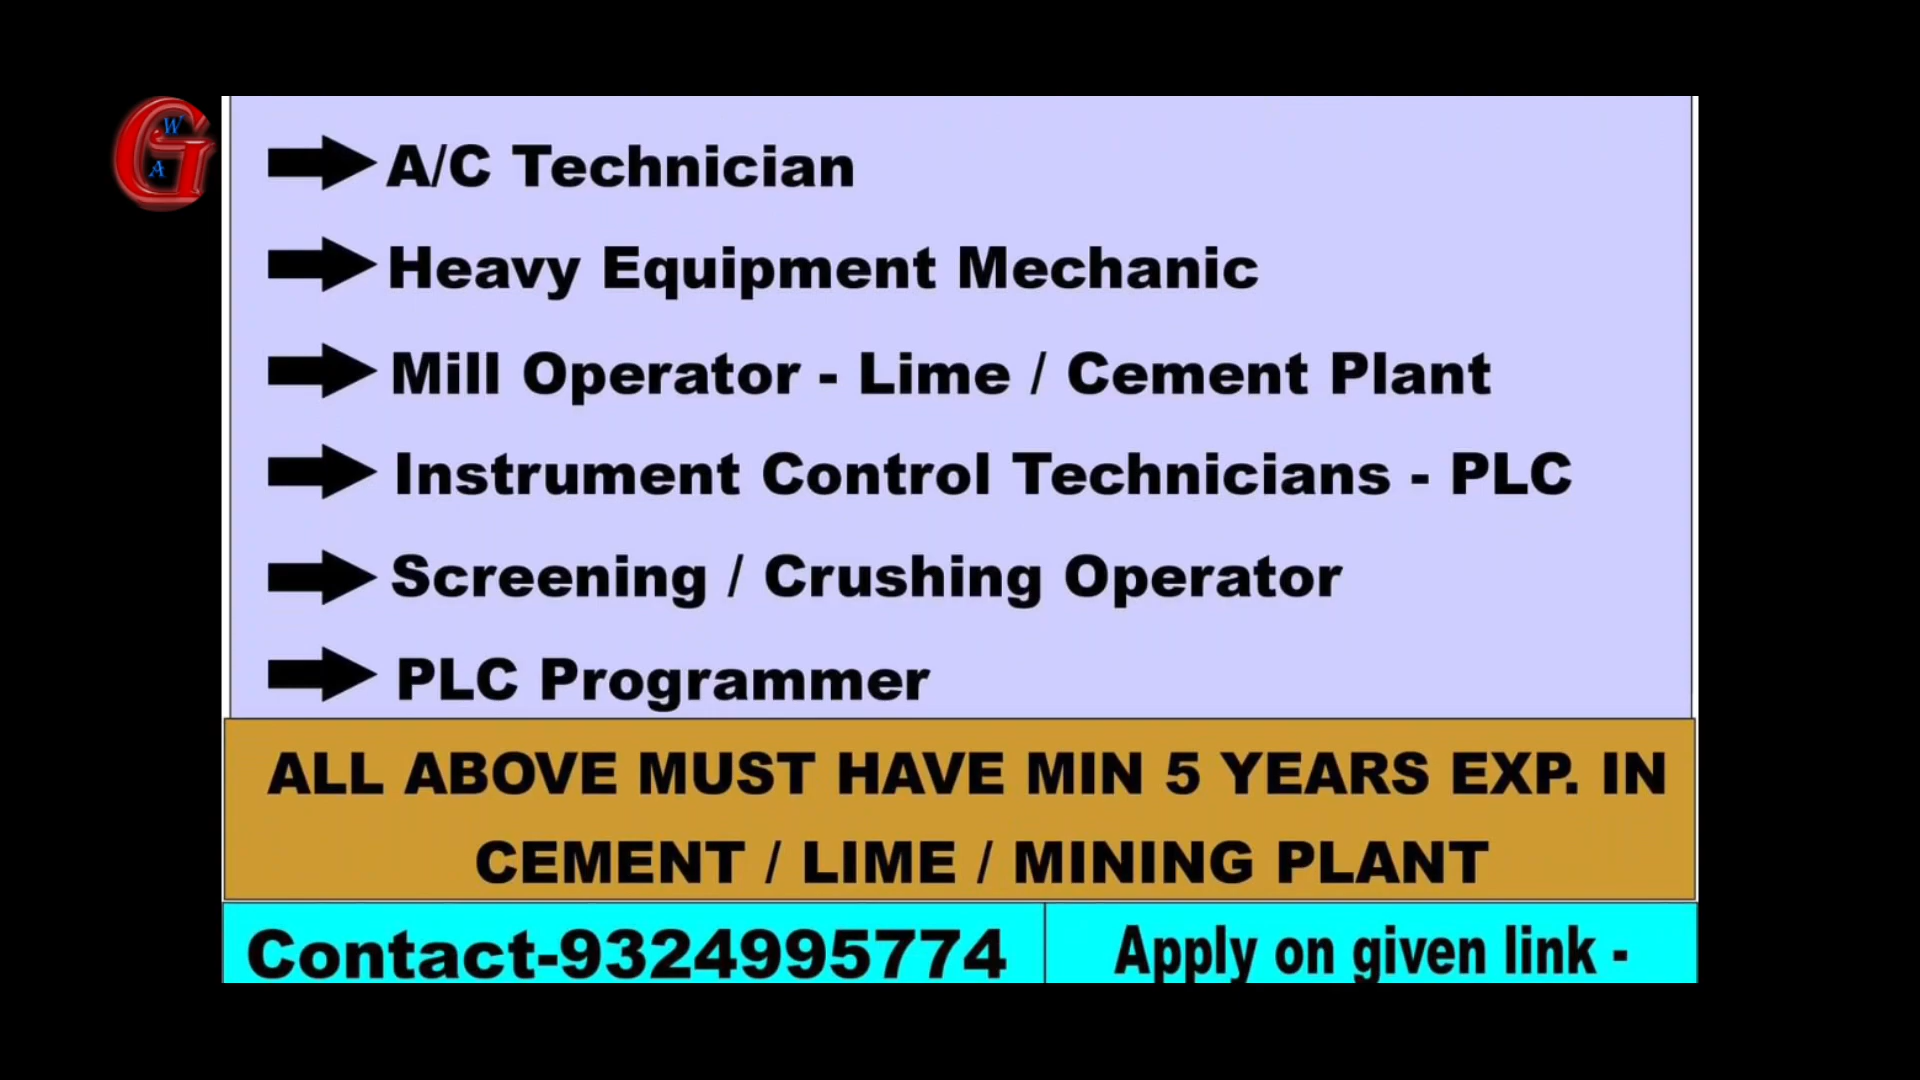 G
W
A
A/C Technician
Heavy Equipment Mechanic
Mill Operator - Lime / Cement Plant
Instrument Control Technicians - PLC
Screening / Crushing Operator
PLC Programmer
ALL ABOVE MUST HAVE MIN 5 YEARS EXP. IN
CEMENT / LIME / MINING PLANT
Contact-9324995774
Apply on given link -